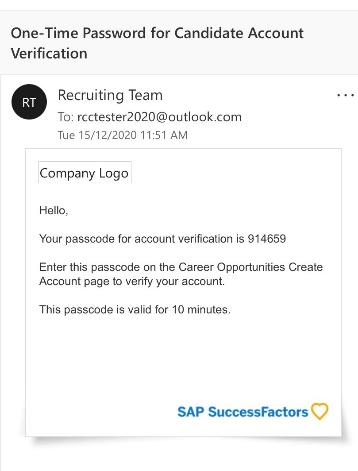 One-Time Password for Candidate Account
Verification
RT
Recruiting Team
To: rcctester2020@outlook.com
Tue 15/12/2020 11:51 AM
Company Logo
Hello,
Your passcode for account verification is 914659
Enter this passcode on the Career Opportunities Create
Account page to verify your account.
This passcode is valid for 10 minutes.
SAP SuccessFactors